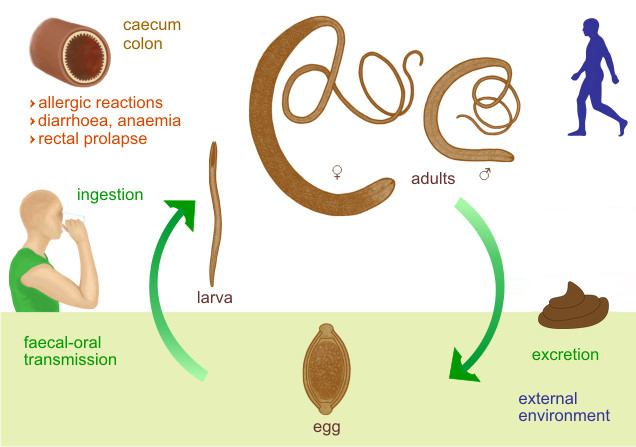 caecum
colon
› allergic reactions
› diarrhoea, anaemia
› rectal prolapse
ingestion
♀
adults ♂
larva
faecal-oral
transmission
egg
excretion
external
environment